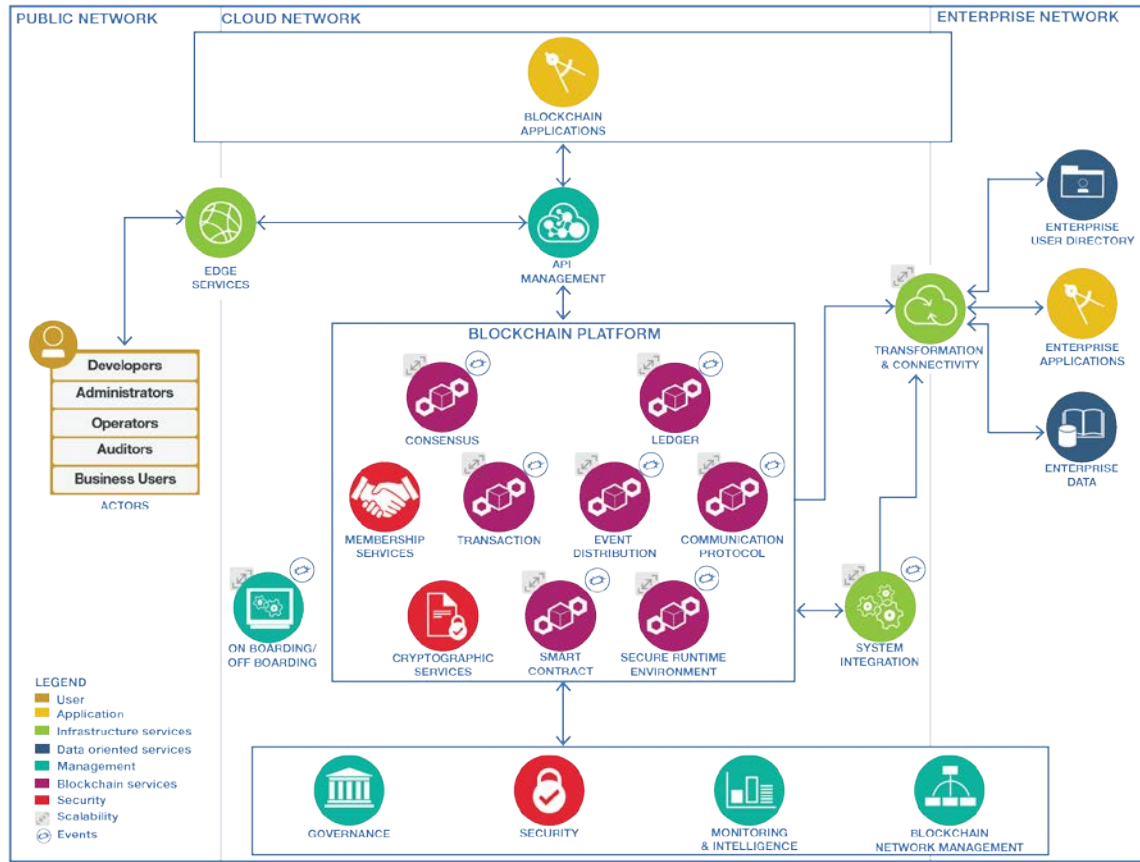 PUBLIC NETWORK
CLOUD NETWORK
ENTERPRISE NETWORK
BLOCKCHAIN
APPLICATIONS
EDGE
SERVICES
API
MANAGEMENT
ENTERPRISE
USER DIRECTORY
Developers
Administrators
Operators
Auditors
Business Users
ACTORS
BLOCKCHAIN PLATFORM
CONSENSUS
LEDGER
MEMBERSHIP
SERVICES
TRANSACTION
EVENT
DISTRIBUTION
COMMUNICATION
PROTOCOL
CRYPTOGRAPHIC
SERVICES
SMART
CONTRACT
SECURE RUNTIME
ENVIRONMENT
TRANSFORMATION
& CONNECTIVITY
ENTERPRISE
APPLICATIONS
ENTERPRISE
DATA
ON BOARDING/
OFF BOARDING
SYSTEM
INTEGRATION
LEGEND
User
Application
Infrastructure services
Data oriented services
Management
Blockchain services
Security
Scalability
Events
GOVERNANCE
SECURITY
MONITORING
& INTELLIGENCE
BLOCKCHAIN
NETWORK MANAGEMENT